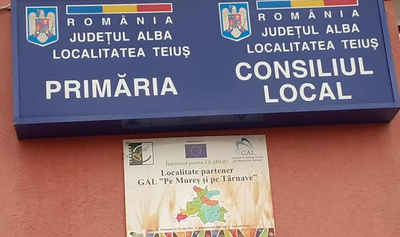 ROMÂNIA
JUDEȚUL ALBA
LOCALITATEA TEIUȘ
PRIMĂRIA
ROMÂNIA
JUDEȚUL ALBA
LOCALITATEA TEIUȘ
CONSILIUL
LOCAL
Împreună pentru LEADER!
GAL
Localitate partener
GAL "Pe Mureș și pe Târnave"